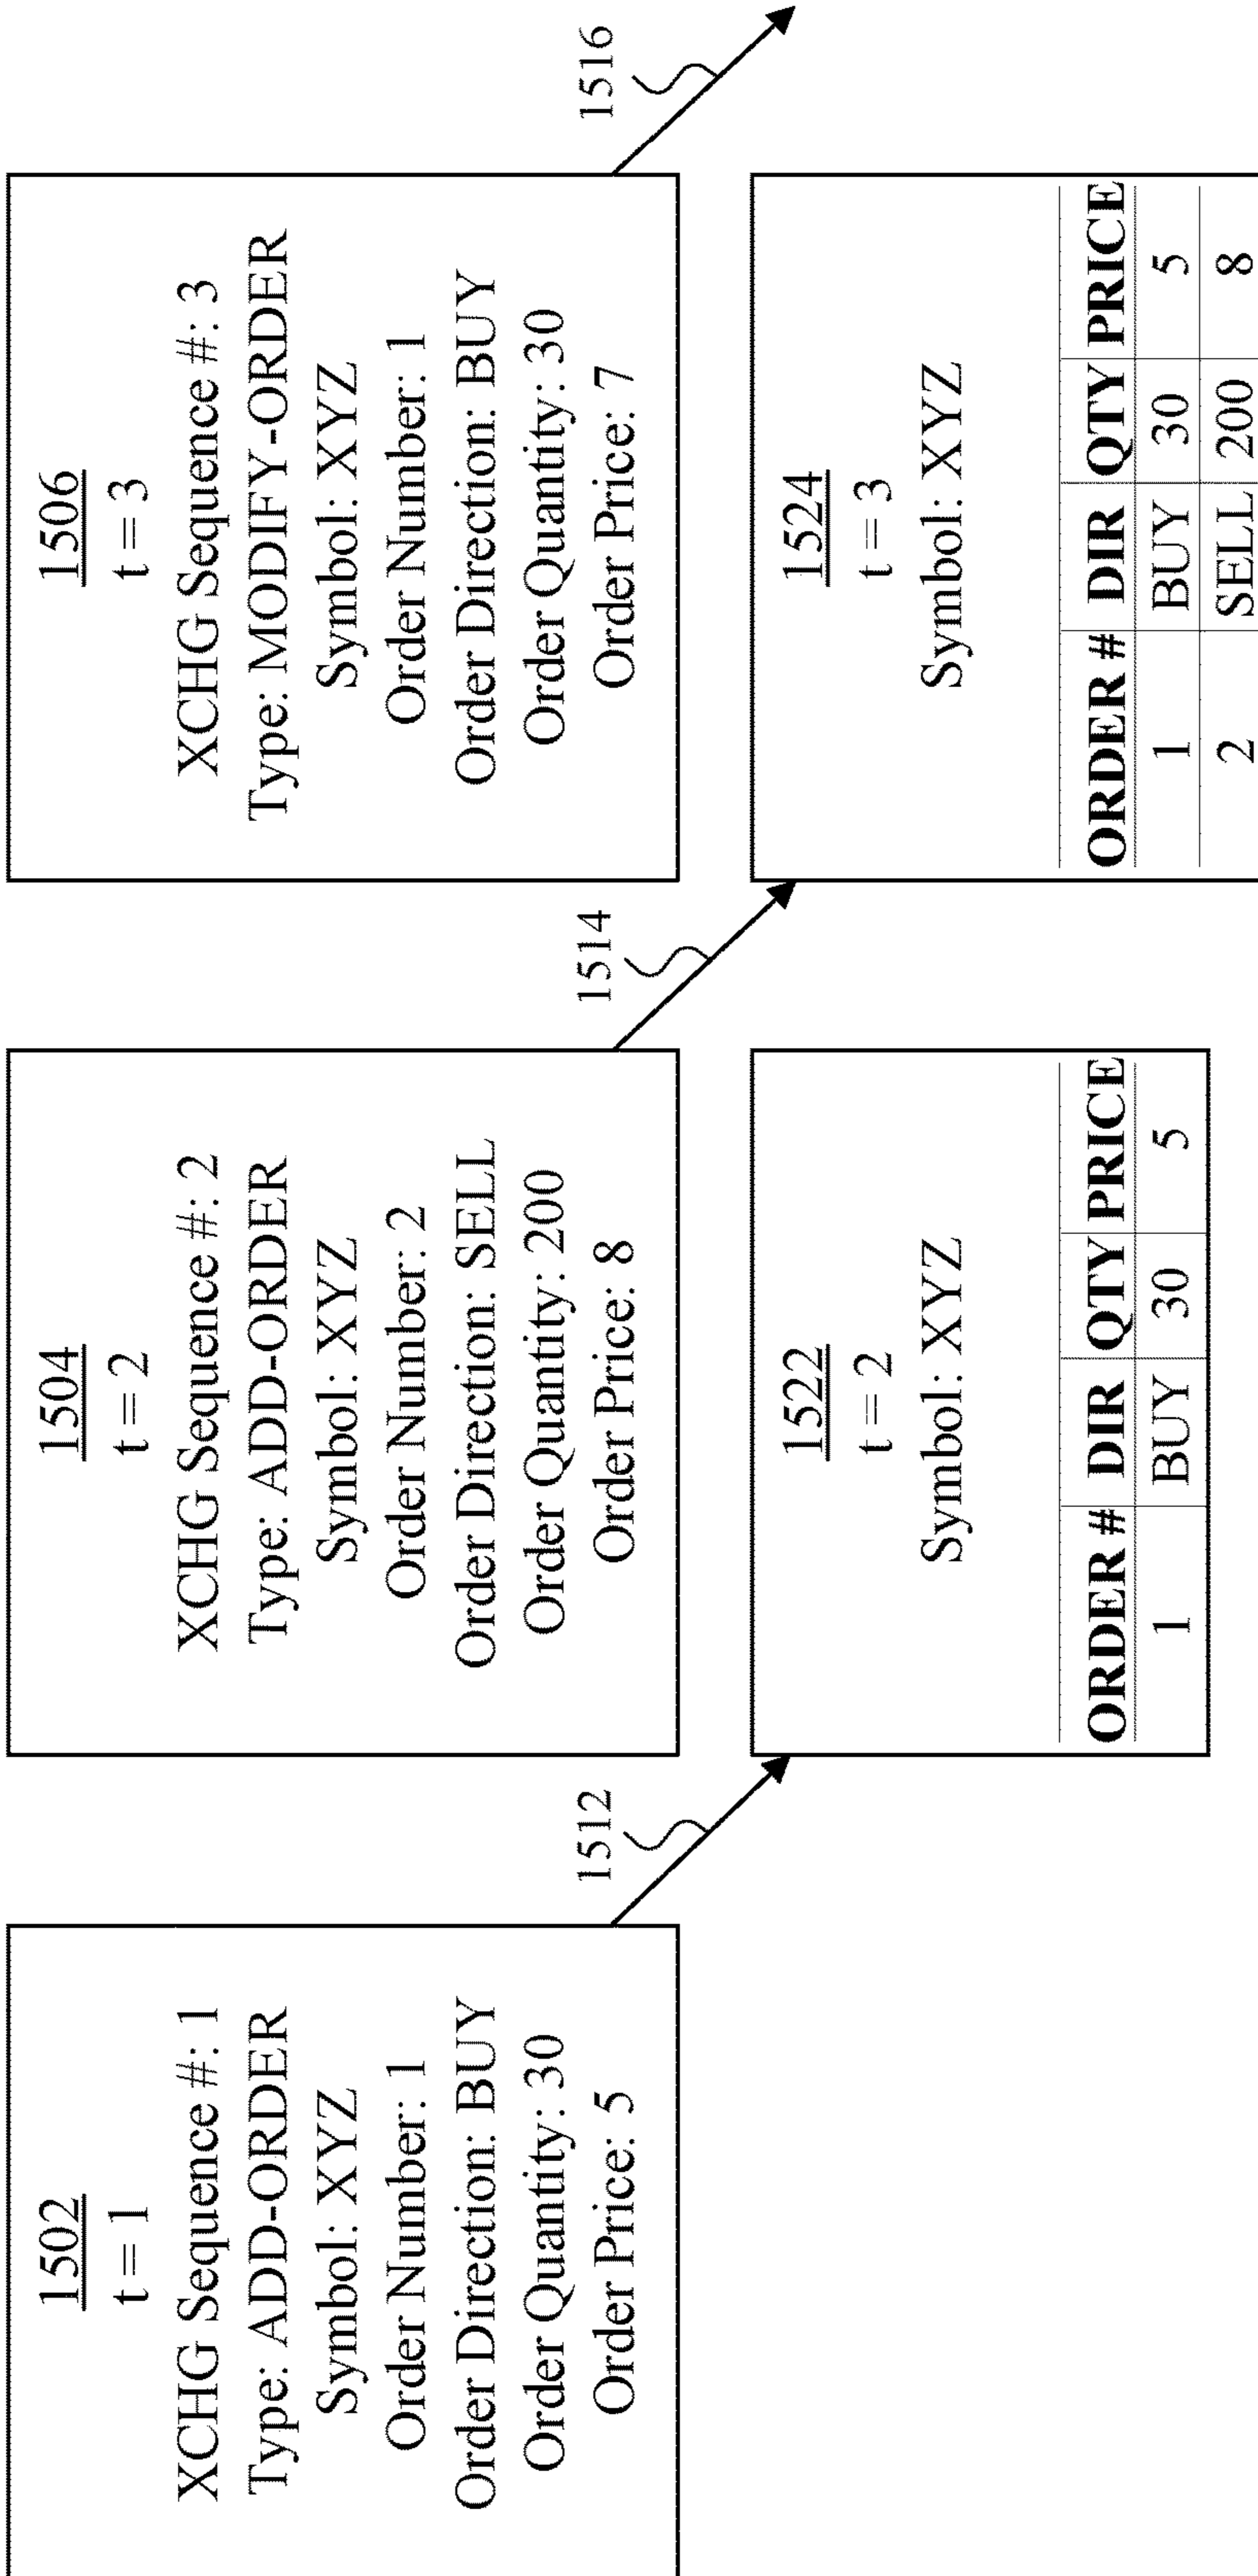 1502
t = 1
XCHG Sequence #: 1
Type: ADD-ORDER
Symbol: XYZ
Order Number: 1
Order Direction: BUY
Order Quantity: 30
Order Price: 5
1512
1504
t = 2
XCHG Sequence #: 2
Type: ADD-ORDER
Symbol: XYZ
Order Number: 2
Order Direction: SELL
Order Quantity: 200
Order Price: 8
1514
1506
t = 3
XCHG Sequence #: 3
Type: MODIFY-ORDER
Symbol: XYZ
Order Number: 1
Order Direction: BUY
Order Quantity: 30
Order Price: 7
1516
1522
t = 2
Symbol: XYZ
ORDER # DIR QTY PRICE
1 BUY 30 5
1524
t = 3
Symbol: XYZ
ORDER # DIR QTY PRICE
1 BUY 30 5
2 SELL 200 8